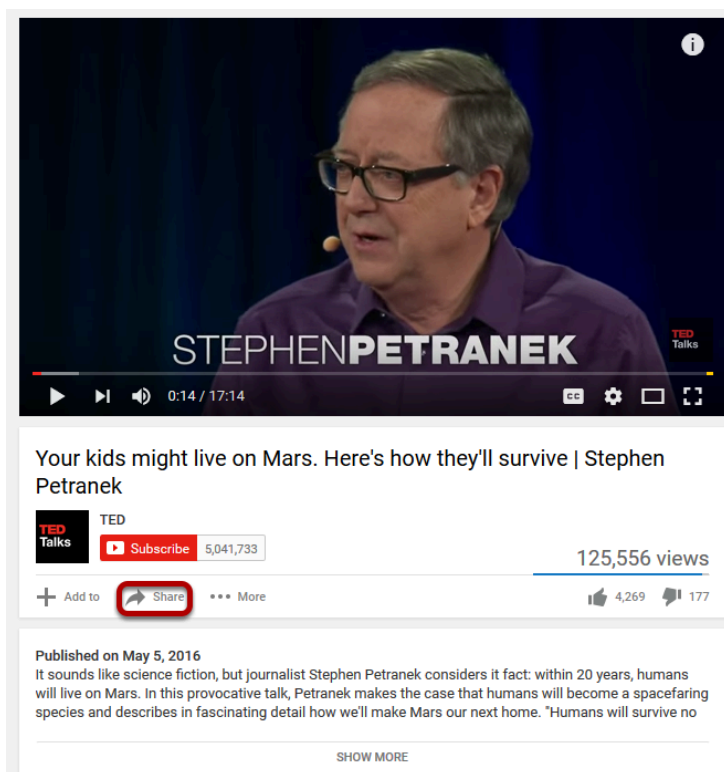 i
STEPHENPETRANEK
TED
Talks
0:14 / 17:14
CC
Your kids might live on Mars. Here's how they'll survive | Stephen
Petranek
TED
Talks
TED
Subscribe 5,041,733
125,556 views
Add to Share More
4,269 177
Published on May 5, 2016
It sounds like science fiction, but journalist Stephen Petranek considers it fact: within 20 years, humans
will live on Mars. In this provocative talk, Petranek makes the case that humans will become a spacefaring
species and describes in fascinating detail how we'll make Mars our next home. "Humans will survive no
SHOW MORE